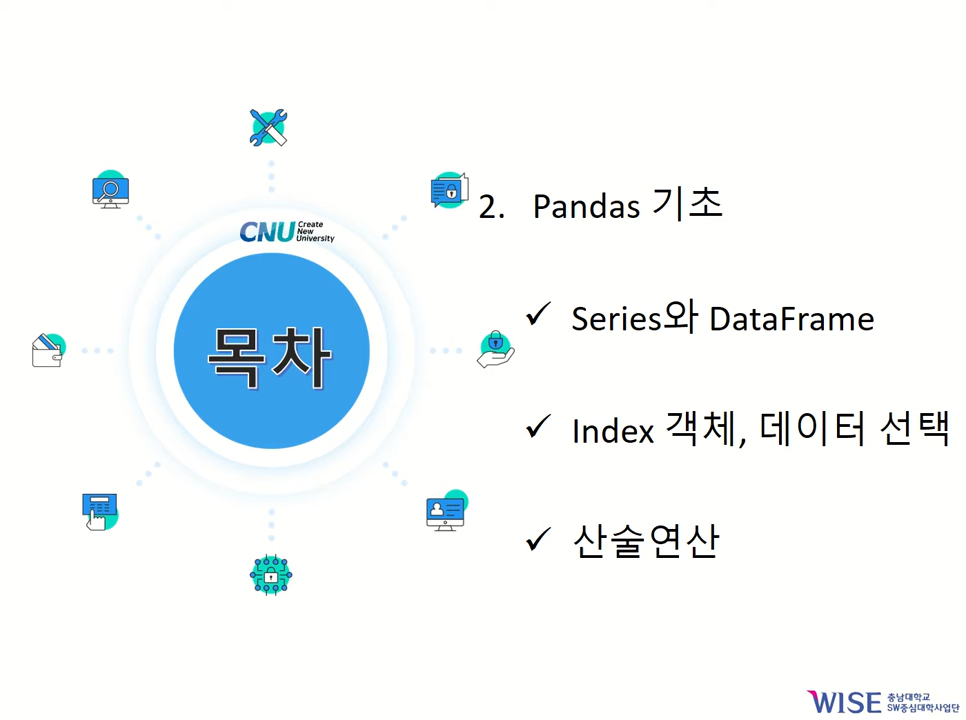 CNU Create
New
University
목차
2. Pandas 기초
✓ Series와 DataFrame
✓ Index 객체, 데이터 선택
✓ 산술연산
WISE 충남대학교
SW중심대학사업단